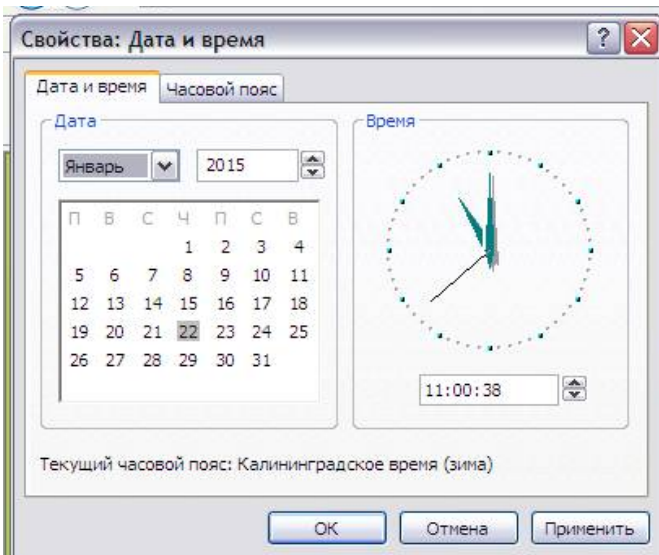 Свойства: Дата и время
Дата и время Часовой пояс
Дата
Январь 2015
П В С Ч П С В
1 2 3 4
5 6 7 8 9 10 11
12 13 14 15 16 17 18
19 20 21 22 23 24 25
26 27 28 29 30 31
Время
11:00:38
Текущий часовой пояс: Калининградское время (зима)
ОК Отмена Применить